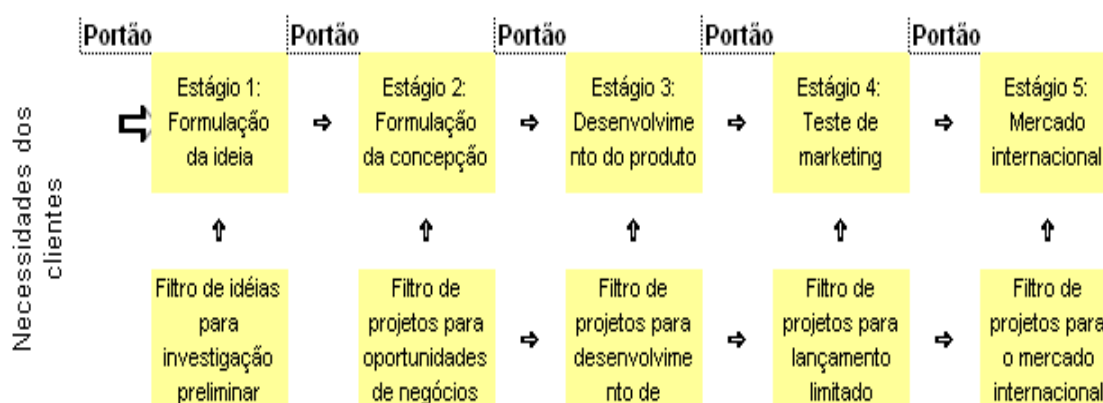 Portão
Portão
Portão
Portão
Portão
Necessidades dos
clientes
Estágio 1:
Formulação
da ideia
Estágio 2:
Formulação
da concepção
Estágio 3:
Desenvolvime
nto do produto
Estágio 4:
Teste de
marketing
Estágio 5:
Mercado
internacional
Filtro de idéias
para
investigação
preliminar
Filtro de
projetos para
oportunidades
de negócios
Filtro de
projetos para
desenvolvime
nto de
Filtro de
projetos para
lançamento
limitado
Filtro de
projetos para
o mercado
internacional